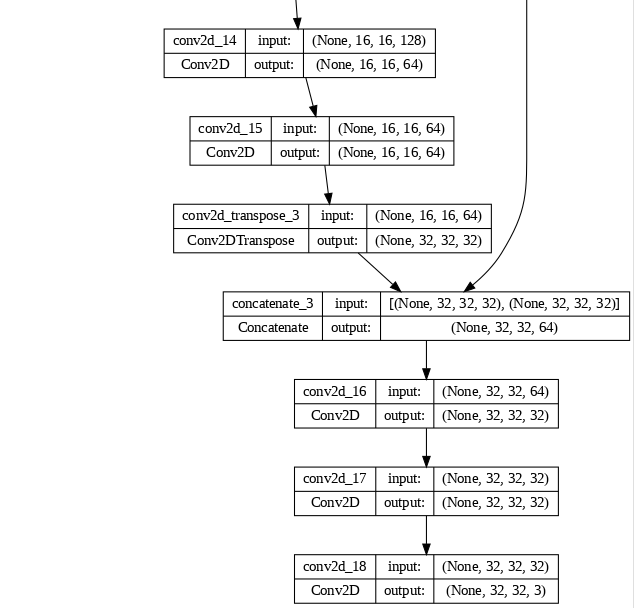 conv2d_14 input: (None, 16, 16, 128)
Conv2D output: (None, 16, 16, 64)
conv2d_15 input: (None, 16, 16, 64)
Conv2D output: (None, 16, 16, 64)
conv2d_transpose_3 input: (None, 16, 16, 64)
Conv2DTranspose output: (None, 32, 32, 32)
concatenate_3 input: [(None, 32, 32, 32), (None, 32, 32, 32)]
Concatenate output: (None, 32, 32, 64)
conv2d_16 input: (None, 32, 32, 64)
Conv2D output: (None, 32, 32, 32)
conv2d_17 input: (None, 32, 32, 32)
Conv2D output: (None, 32, 32, 32)
conv2d_18 input: (None, 32, 32, 32)
Conv2D output: (None, 32, 32, 3)